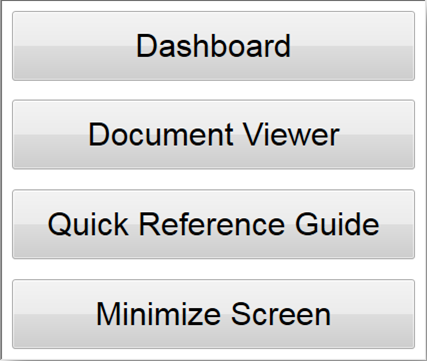 Dashboard
Document Viewer
Quick Reference Guide
Minimize Screen